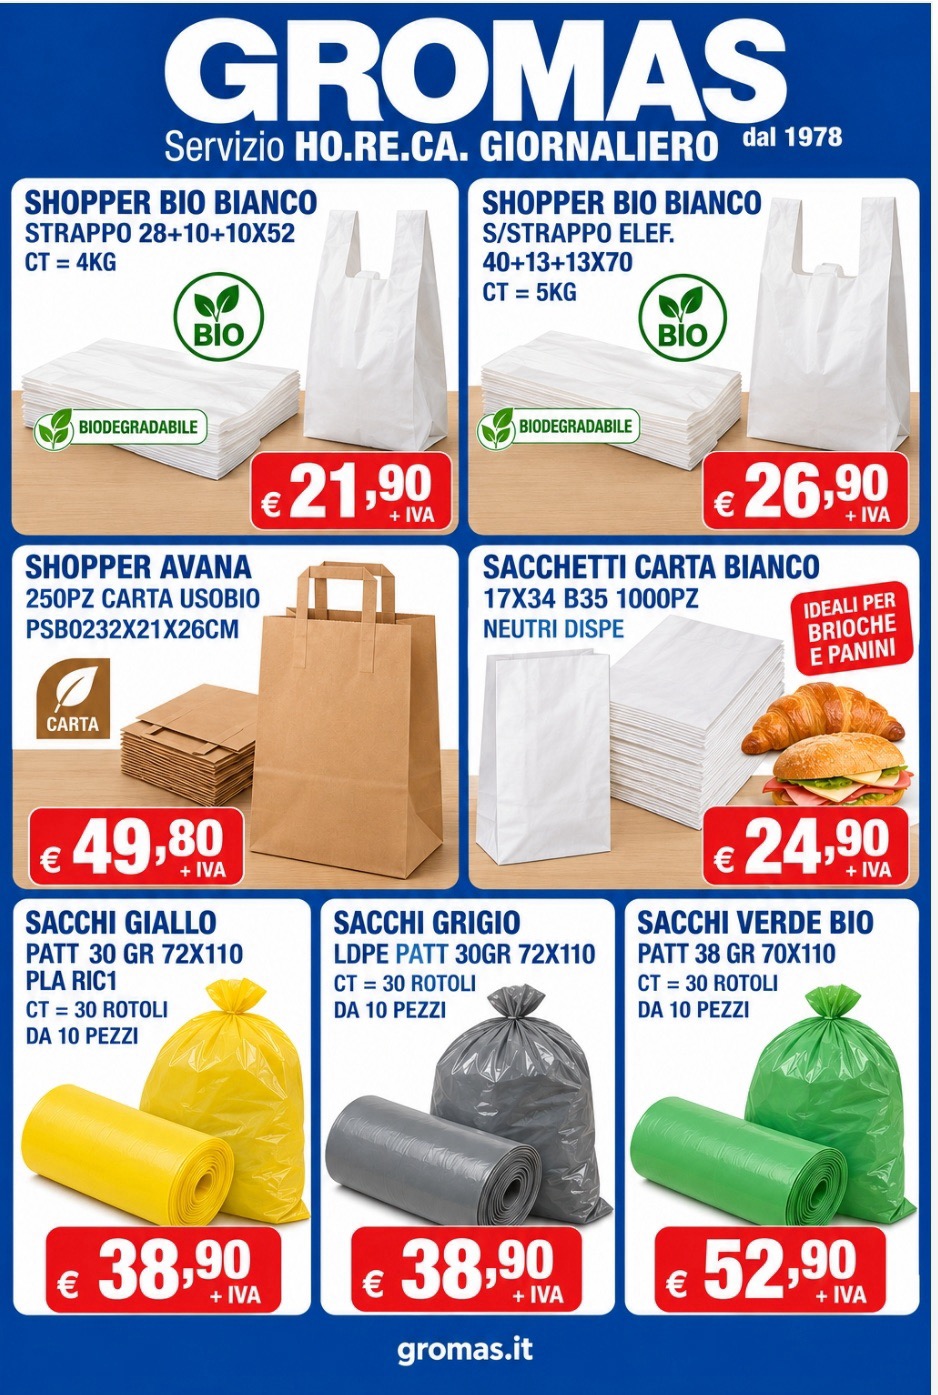 GROMAS
Servizio HO.RE.CA. GIORNALIERO dal 1978
SHOPPER BIO BIANCO
STRAPPO 28+10+10X52
CT = 4KG
BIO
BIODEGRADABILE
€ 21,90
+ IVA
SHOPPER BIO BIANCO
S/STRAPPO ELEF.
40+13+13X70
CT = 5KG
BIO
BIODEGRADABILE
€ 26,90
+ IVA
SHOPPER AVANA
250PZ CARTA USOBIO
PSB0232X21X26CM
CARTA
€ 49,80
+ IVA
SACCHETTI CARTA BIANCO
17X34 B35 1000PZ
NEUTRI DISPE
IDEALI PER
BRIOCHE
E PANINI
€ 24,90
+ IVA
SACCHI GIALLO
PATT 30 GR 72X110
PLA RIC1
CT = 30 ROTOLI
DA 10 PEZZI
€ 38,90
+ IVA
SACCHI GRIGIO
LDPE PATT 30GR 72X110
CT = 30 ROTOLI
DA 10 PEZZI
€ 38,90
+ IVA
SACCHI VERDE BIO
PATT 38 GR 70X110
CT = 30 ROTOLI
DA 10 PEZZI
€ 52,90
+ IVA
gromas.it